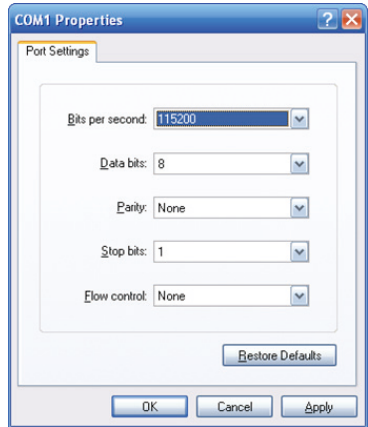 COM1 Properties
Port Settings
Bits per second: 115200
Data bits: 8
Parity: None
Stop bits: 1
Flow control: None
Restore Defaults
OK Cancel Apply